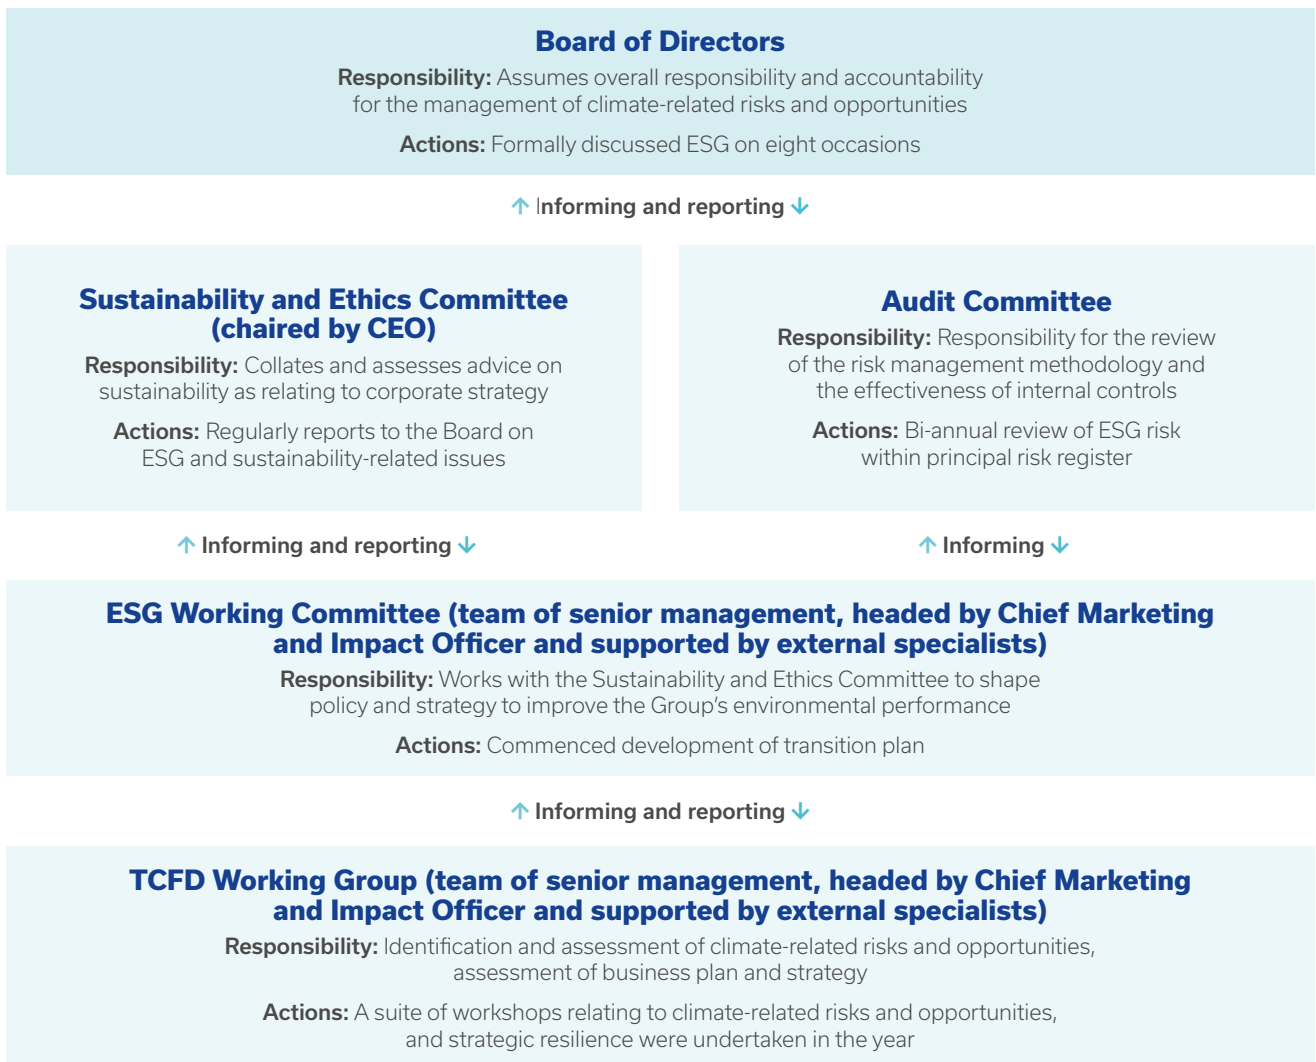 Board of Directors
Responsibility: Assumes overall responsibility and accountability
for the management of climate-related risks and opportunities
Actions: Formally discussed ESG on eight occasions
↑ Informing and reporting ↓
Sustainability and Ethics Committee
(chaired by CEO)
Responsibility: Collates and assesses advice on
sustainability as relating to corporate strategy
Actions: Regularly reports to the Board on
ESG and sustainability-related issues
Audit Committee
Responsibility: Responsibility for the review
of the risk management methodology and
the effectiveness of internal controls
Actions: Bi-annual review of ESG risk
within principal risk register
↑ Informing and reporting ↓
↑ Informing ↓
ESG Working Committee (team of senior management, headed by Chief Marketing
and Impact Officer and supported by external specialists)
Responsibility: Works with the Sustainability and Ethics Committee to shape
policy and strategy to improve the Group’s environmental performance
Actions: Commenced development of transition plan
↑ Informing and reporting ↓
TCFD Working Group (team of senior management, headed by Chief Marketing
and Impact Officer and supported by external specialists)
Responsibility: Identification and assessment of climate-related risks and opportunities,
assessment of business plan and strategy
Actions: A suite of workshops relating to climate-related risks and opportunities,
and strategic resilience were undertaken in the year